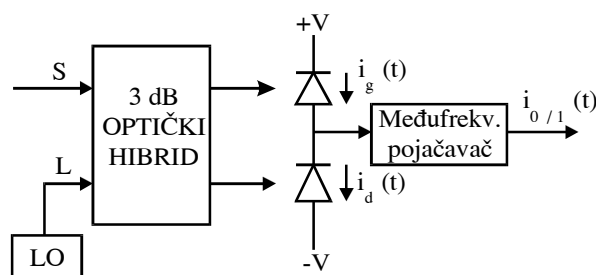 S
L
LO
3 dB
OPTIČKI
HIBRID
+V
i_g (t)
i_d (t)
-V
Međufrekv.
pojačavač
i_0 / 1 (t)